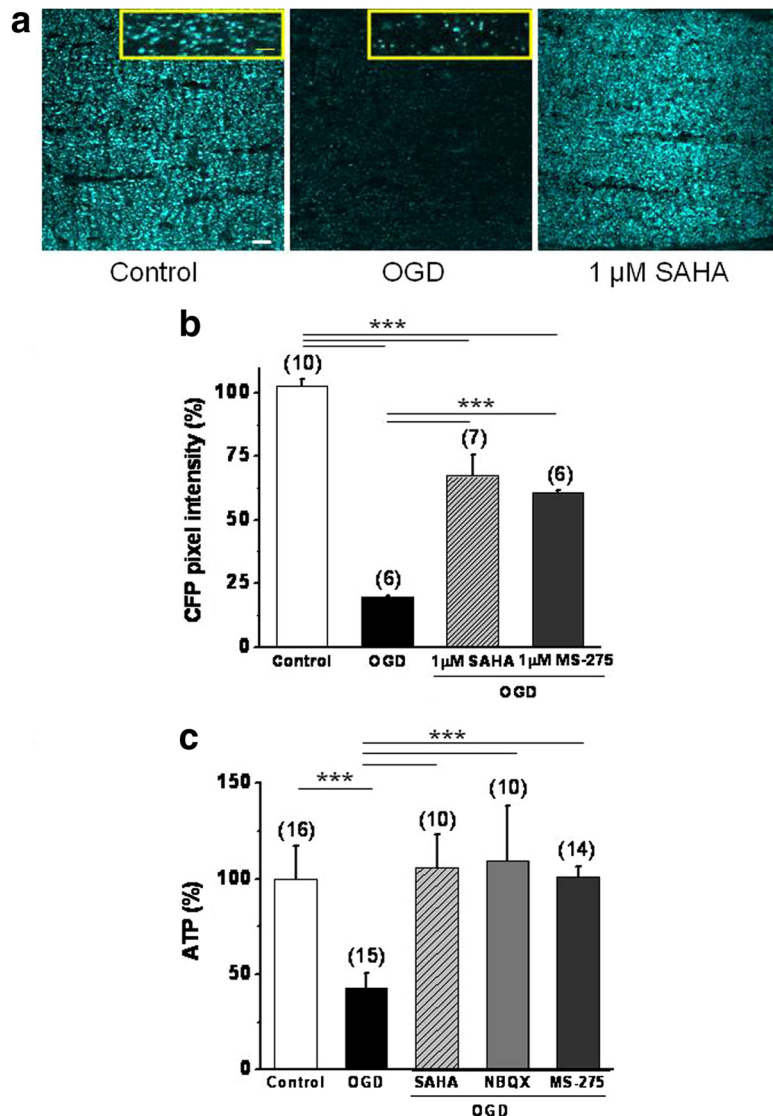 a
Control OGD 1 µM SAHA
b
***
(10)
***
(7)
(6)
(6)
CFP pixel intensity (%)
100
75
50
25
0
Control OGD 1µM SAHA 1µM MS-275
OGD
c
***
***
(16)
(15)
(10)
(10)
(14)
ATP (%)
150
100
50
0
Control OGD SAHA NBQX MS-275
OGD